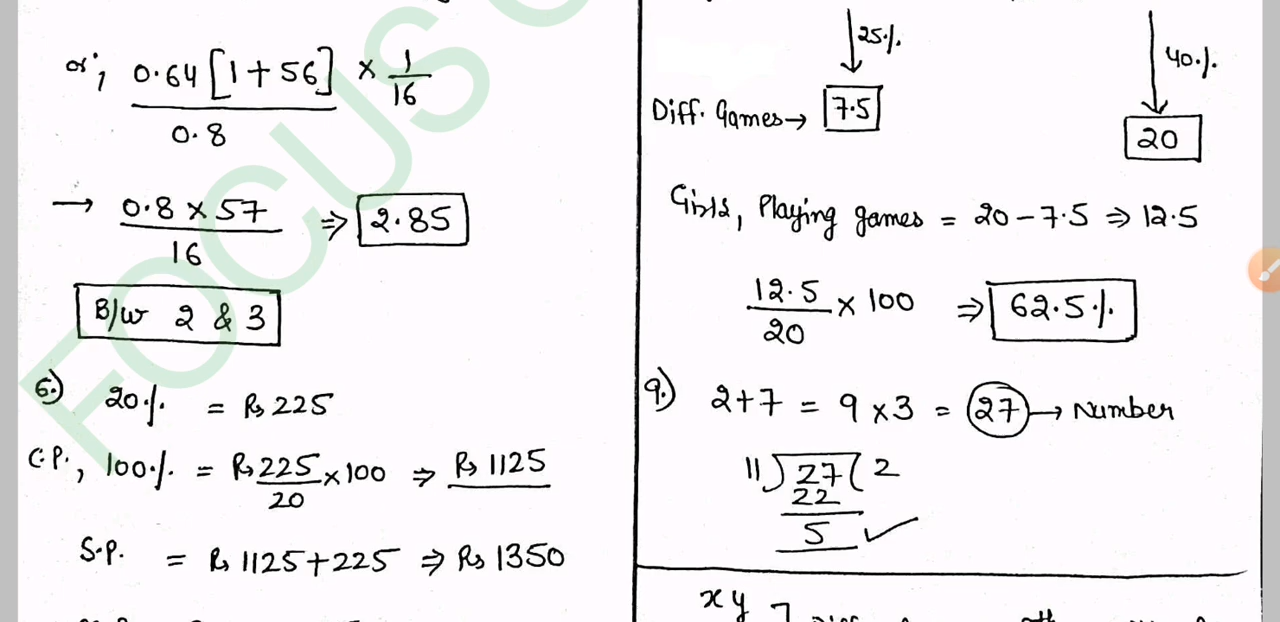 or, 0.64 [1+56] × 1/16
0.8
→ 0.8 × 57 ⇒ 2.85
16
B/w 2 & 3
6.) 20% = Rs 225
C.P., 100% = Rs 225 × 100 ⇒ Rs 1125
20
S.P. = Rs 1125+225 ⇒ Rs 1350
25%
40%
Diff. Games → 7.5
20
Girls, Playing games = 20 - 7.5 ⇒ 12.5
12.5 × 100 ⇒ 62.5%
20
9.) 2+7 = 9 × 3 = 27 → Number
11) 27 ( 2
22
5 ✓
xy
FOCUS